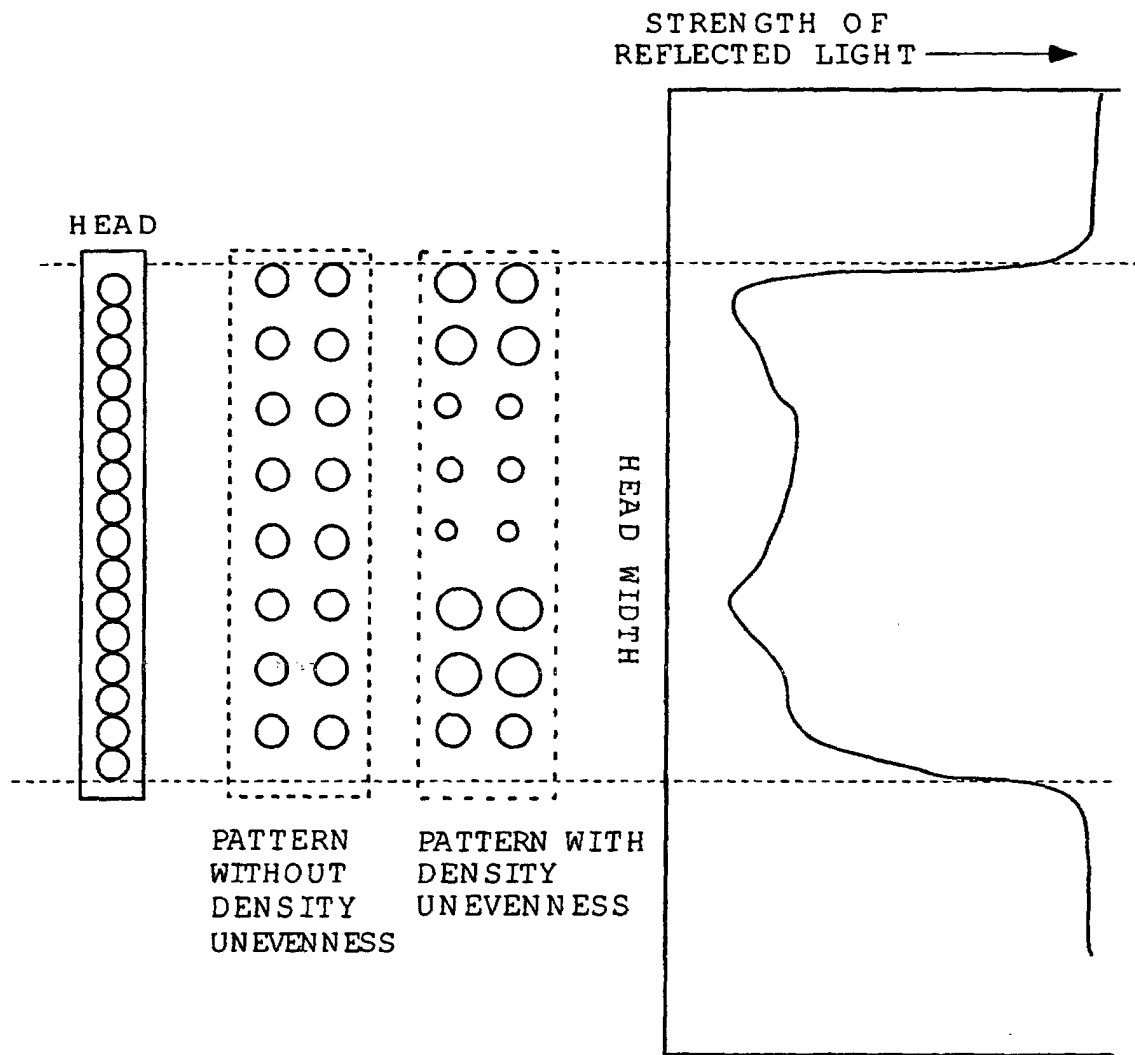 STRENGTH OF
REFLECTED LIGHT
HEAD
HEAD WIDTH
PATTERN
WITHOUT
DENSITY
UNEVENNESS
PATTERN WITH
DENSITY
UNEVENNESS